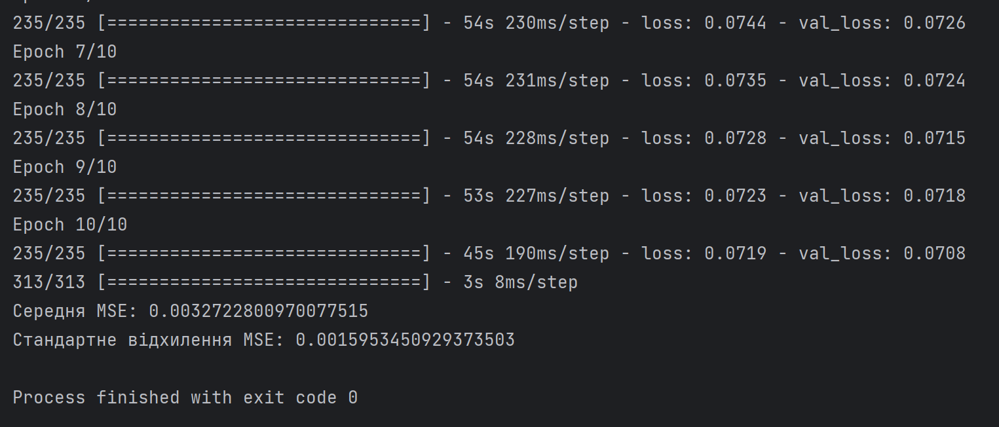 235/235 [==============================] - 54s 230ms/step - loss: 0.0744 - val_loss: 0.0726
Epoch 7/10
235/235 [==============================] - 54s 231ms/step - loss: 0.0735 - val_loss: 0.0724
Epoch 8/10
235/235 [==============================] - 54s 228ms/step - loss: 0.0728 - val_loss: 0.0715
Epoch 9/10
235/235 [==============================] - 53s 227ms/step - loss: 0.0723 - val_loss: 0.0718
Epoch 10/10
235/235 [==============================] - 45s 190ms/step - loss: 0.0719 - val_loss: 0.0708
313/313 [==============================] - 3s 8ms/step
Середня MSE: 0.0032722800970077515
Стандартне відхилення MSE: 0.0015953450929373503
Process finished with exit code 0